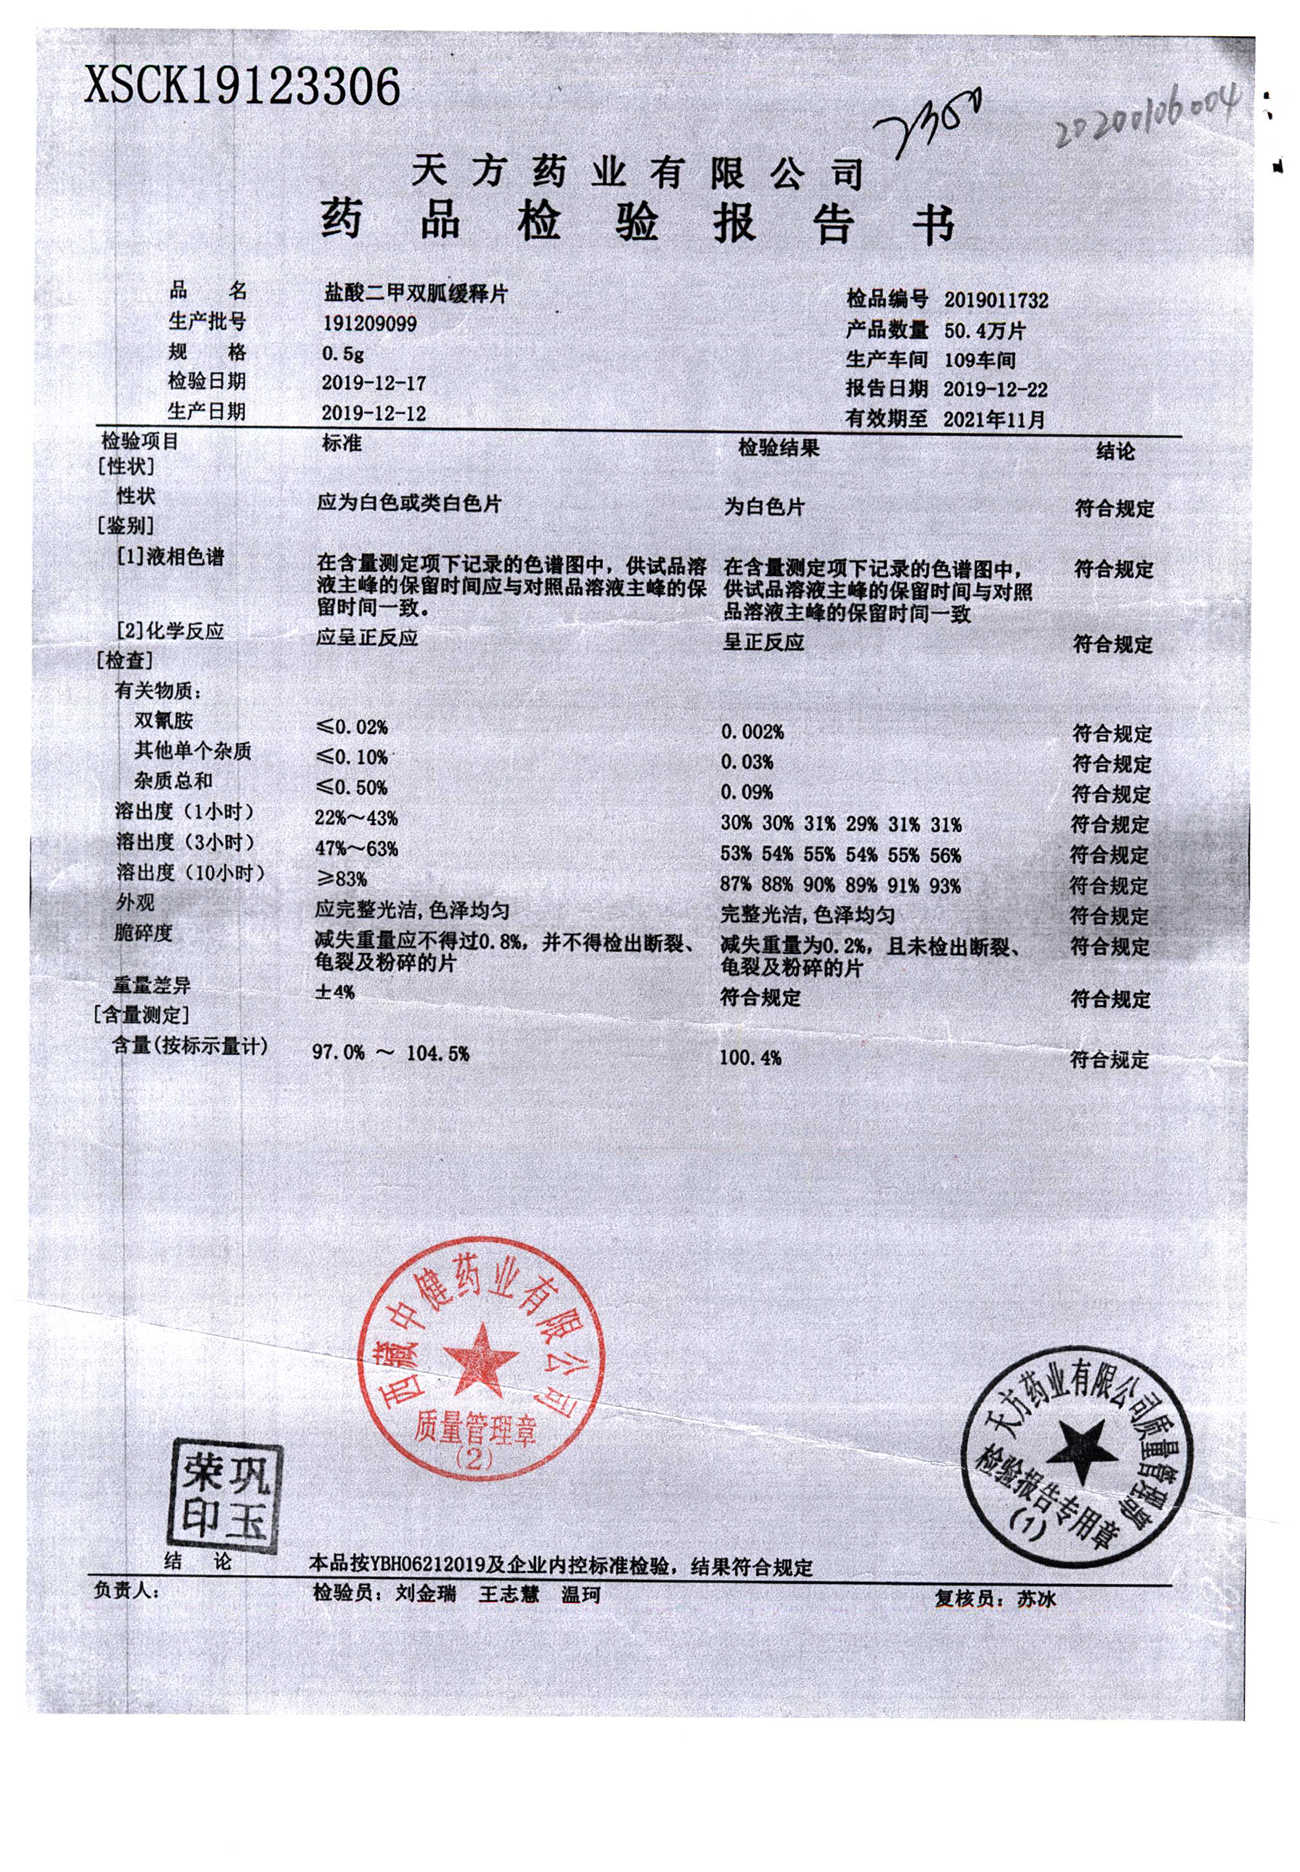 XSCK19123306
2350
20200106004
天方药业有限公司
药品检验报告书
品名 盐酸二甲双胍缓释片 检品编号 2019011732
生产批号 191209099 产品数量 50.4万片
规格 0.5g 生产车间 109车间
检验日期 2019-12-17 报告日期 2019-12-22
生产日期 2019-12-12 有效期至 2021年11月
检验项目 标准 检验结果 结论
[性状]
性状 应为白色或类白色片 为白色片 符合规定
[鉴别]
[1]液相色谱 在含量测定项下记录的色谱图中，供试品溶 在含量测定项下记录的色谱图中， 符合规定
液主峰的保留时间应与对照品溶液主峰的保 供试品溶液主峰的保留时间与对照
留时间一致。 品溶液主峰的保留时间一致
[2]化学反应 应呈正反应 呈正反应 符合规定
[检查]
有关物质：
双氰胺 ≤0.02% 0.002% 符合规定
其他单个杂质 ≤0.10% 0.03% 符合规定
杂质总和 ≤0.50% 0.09% 符合规定
溶出度（1小时） 22%～43% 30% 30% 31% 29% 31% 31% 符合规定
溶出度（3小时） 47%～63% 53% 54% 55% 54% 55% 56% 符合规定
溶出度（10小时） ≥83% 87% 88% 90% 89% 91% 93% 符合规定
外观 应完整光洁,色泽均匀 完整光洁,色泽均匀 符合规定
脆碎度 减失重量应不得过0.8%，并不得检出断裂、 减失重量为0.2%，且未检出断裂、 符合规定
龟裂及粉碎的片 龟裂及粉碎的片
重量差异 ±4% 符合规定 符合规定
[含量测定]
含量(按标示量计) 97.0% ～ 104.5% 100.4% 符合规定
西藏中健药业有限公司
质量管理章
(2)
天方药业有限公司质量管理部
检验报告专用章
(1)
荣巩
印玉
结论 本品按YBH06212019及企业内控标准检验，结果符合规定
负责人： 检验员：刘金瑞 王志慧 温珂 复核员：苏冰